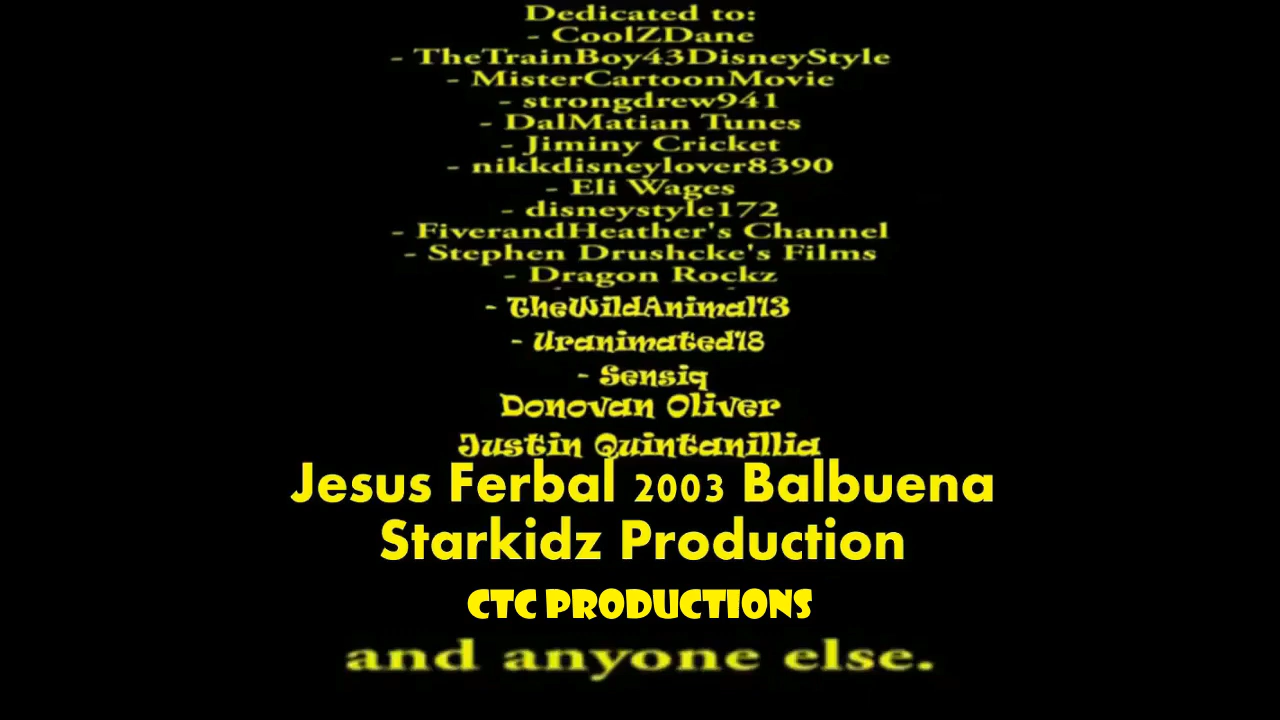 Dedicated to:
- CoolZDane
- TheTrainBoy43DisneyStyle
- MisterCartoonMovie
- strongdrew941
- DalMatian Tunes
- Jiminy Cricket
- nikkdisneylover8390
- Eli Wages
- disneystyle172
- FiverandHeather's Channel
- Stephen Drushcke's Films
- Dragon Rockz
- TheWildAnimal13
- Uranimated18
- Sensiq
Donovan Oliver
Justin Quintanillia
Jesus Ferbal 2003 Balbuena
Starkidz Production
CTC PRODUCTIONS
and anyone else.